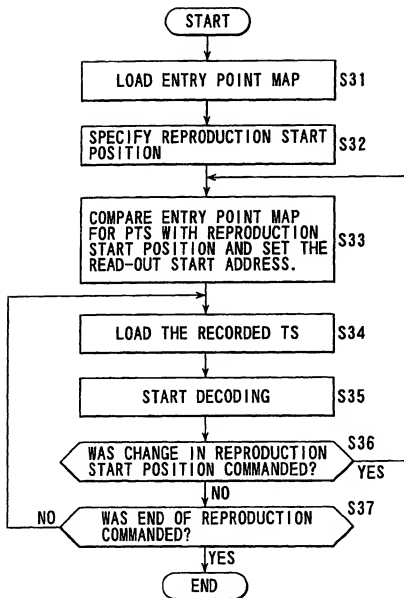 START
LOAD ENTRY POINT MAP
S31
SPECIFY REPRODUCTION START
POSITION
S32
COMPARE ENTRY POINT MAP
FOR PTS WITH REPRODUCTION
START POSITION AND SET THE
READ-OUT START ADDRESS.
S33
LOAD THE RECORDED TS
S34
START DECODING
S35
S36
WAS CHANGE IN REPRODUCTION
START POSITION COMMANDED?
YES
NO
S37
NO
WAS END OF REPRODUCTION
COMMANDED?
YES
END